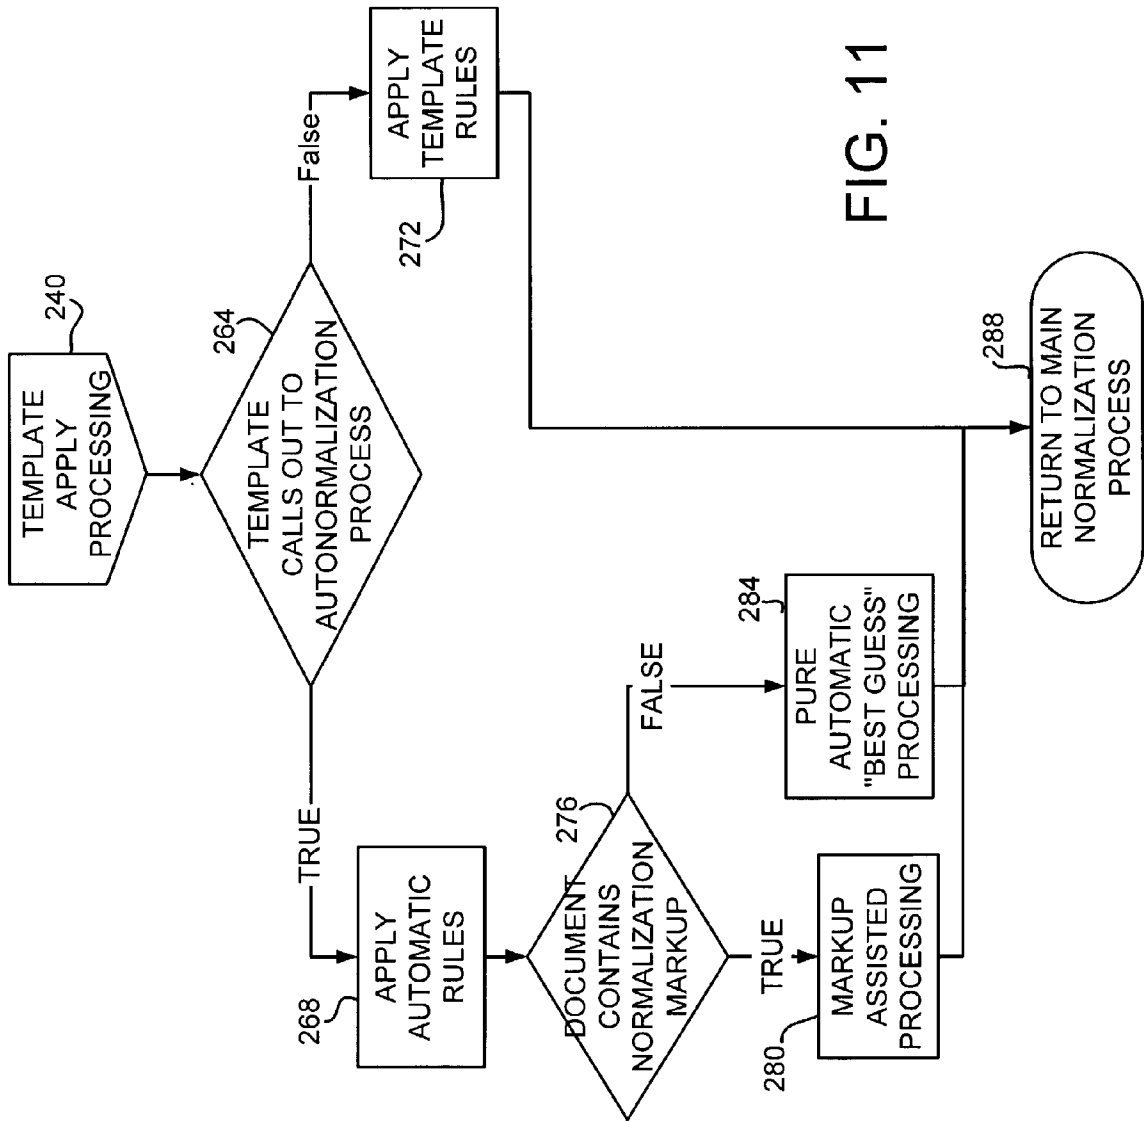 240
TEMPLATE
APPLY
PROCESSING
264
TEMPLATE
CALLS OUT TO
AUTONORMALIZATION
PROCESS
False
TRUE
272
APPLY
TEMPLATE
RULES
268
APPLY
AUTOMATIC
RULES
276
DOCUMENT
CONTAINS
NORMALIZATION
MARKUP
FALSE
TRUE
284
PURE
AUTOMATIC
"BEST GUESS"
PROCESSING
280
MARKUP
ASSISTED
PROCESSING
288
RETURN TO MAIN
NORMALIZATION
PROCESS
FIG. 11